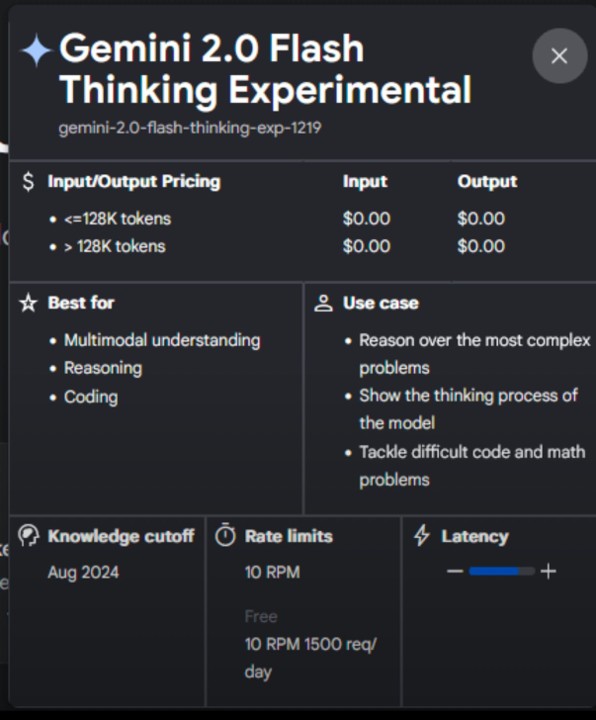 Gemini 2.0 Flash
Thinking Experimental
gemini-2.0-flash-thinking-exp-1219
$ Input/Output Pricing Input Output
• <=128K tokens $0.00 $0.00
• > 128K tokens $0.00 $0.00
Best for
• Multimodal understanding
• Reasoning
• Coding
Use case
• Reason over the most complex
problems
• Show the thinking process of
the model
• Tackle difficult code and math
problems
Knowledge cutoff
Aug 2024
Rate limits
10 RPM
Free
10 RPM 1500 req/
day
Latency